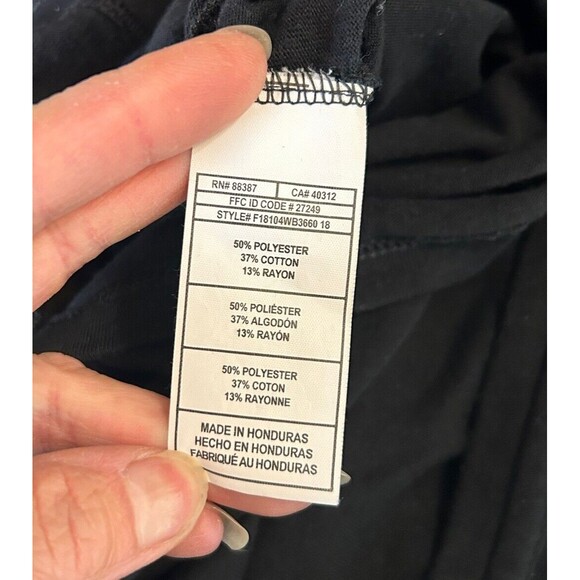 RN# 88387 CA# 40312
FFC ID CODE # 27249
STYLE# F18104WB3660 18
50% POLYESTER
37% COTTON
13% RAYON
50% POLIÉSTER
37% ALGODÓN
13% RAYÓN
50% POLYESTER
37% COTON
13% RAYONNE
MADE IN HONDURAS
HECHO EN HONDURAS
FABRIQUÉ AU HONDURAS